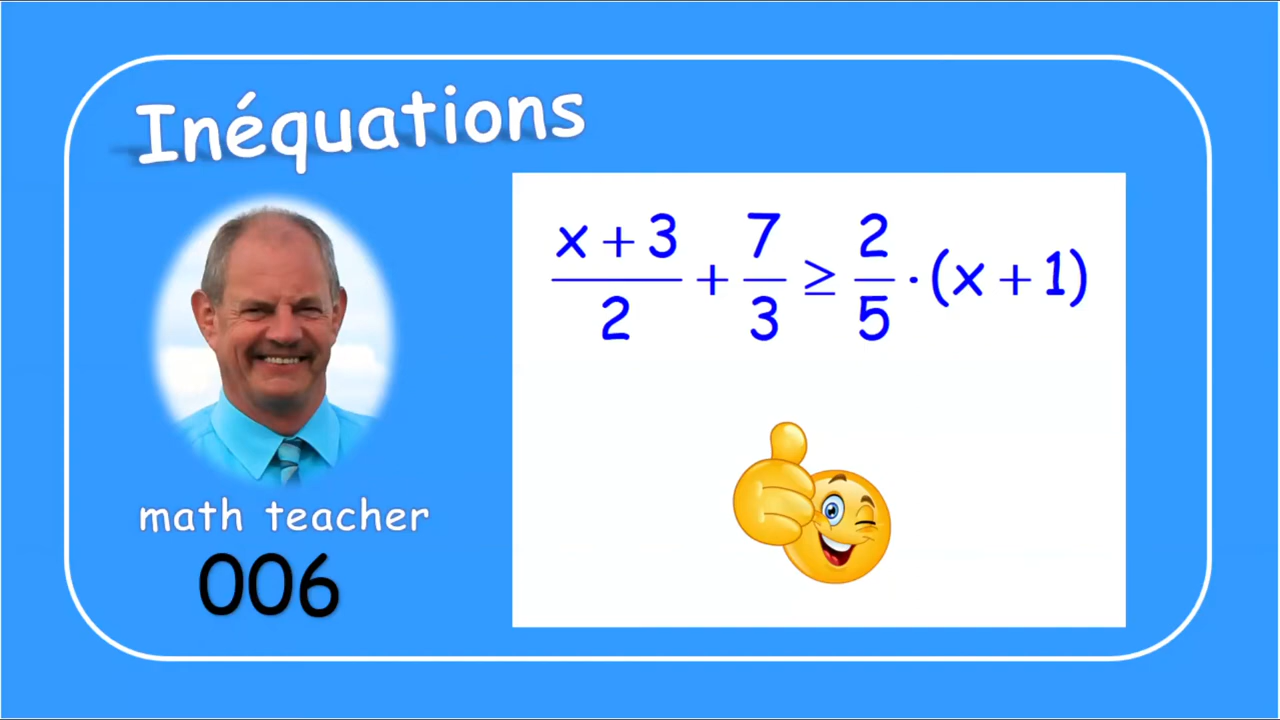 Inéquations
x + 3 / 2 + 7 / 3 ≥ 2 / 5 · (x + 1)
math teacher
006